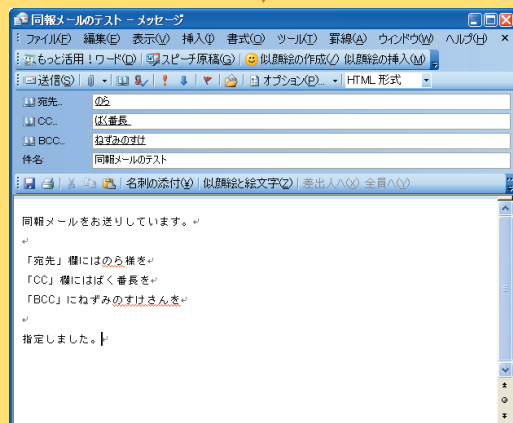 同報メールのテスト － メッセージ
ファイル(F) 編集(E) 表示(V) 挿入(I) 書式(O) ツール(T) 罫線(A) ウィンドウ(W) ヘルプ(H)
もっと活用！ワード(D) スピーチ原稿(G) 似顔絵の作成(Z) 似顔絵の挿入(M)
送信(S) オプション(P)... HTML 形式
宛先... のら
CC... ばく番長
BCC... ねずみのすけ
件名: 同報メールのテスト
名刺の添付(¥) 似顔絵と絵文字(Z) 差出人へ(X) 全員へ(Y)
同報メールをお送りしています。
「宛先」欄にはのら様を
「CC」欄にはばく番長を
「BCC」にねずみのすけさんを
指定しました。